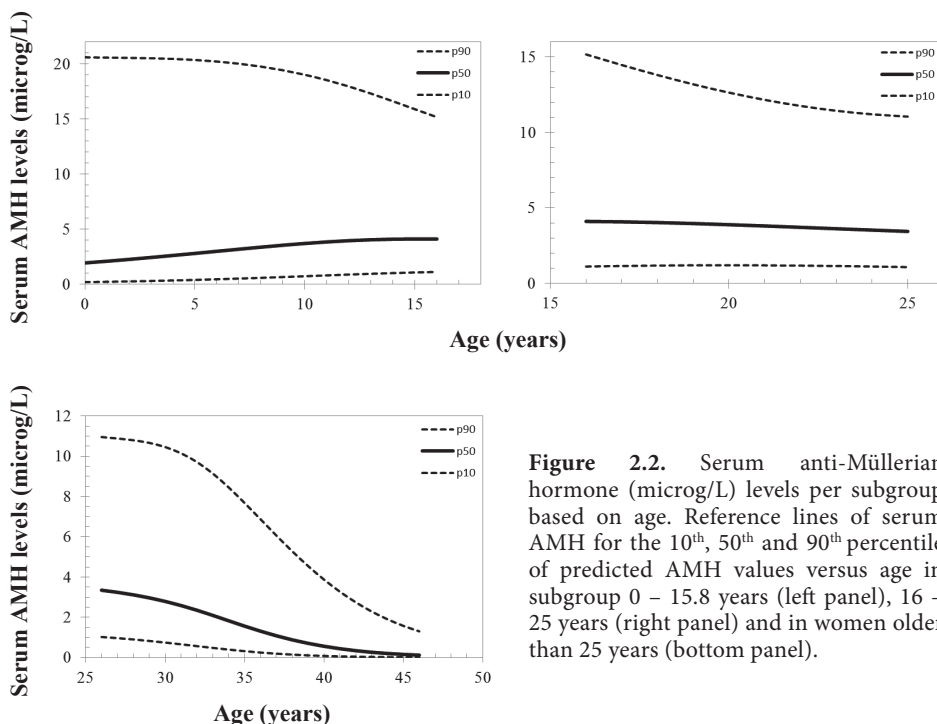 Serum AMH levels (microg/L)
20
15
10
5
0
0
5
10
15
p90
p50
p10
15
10
5
0
15
20
25
p90
p50
p10
Age (years)
Serum AMH levels (microg/L)
12
10
8
6
4
2
0
25
30
35
40
45
50
p90
p50
p10
Age (years)
Figure 2.2. Serum anti-Müllerian
hormone (microg/L) levels per subgroup
based on age. Reference lines of serum
AMH for the 10th, 50th and 90th percentile
of predicted AMH values versus age in
subgroup 0 – 15.8 years (left panel), 16 –
25 years (right panel) and in women older
than 25 years (bottom panel).